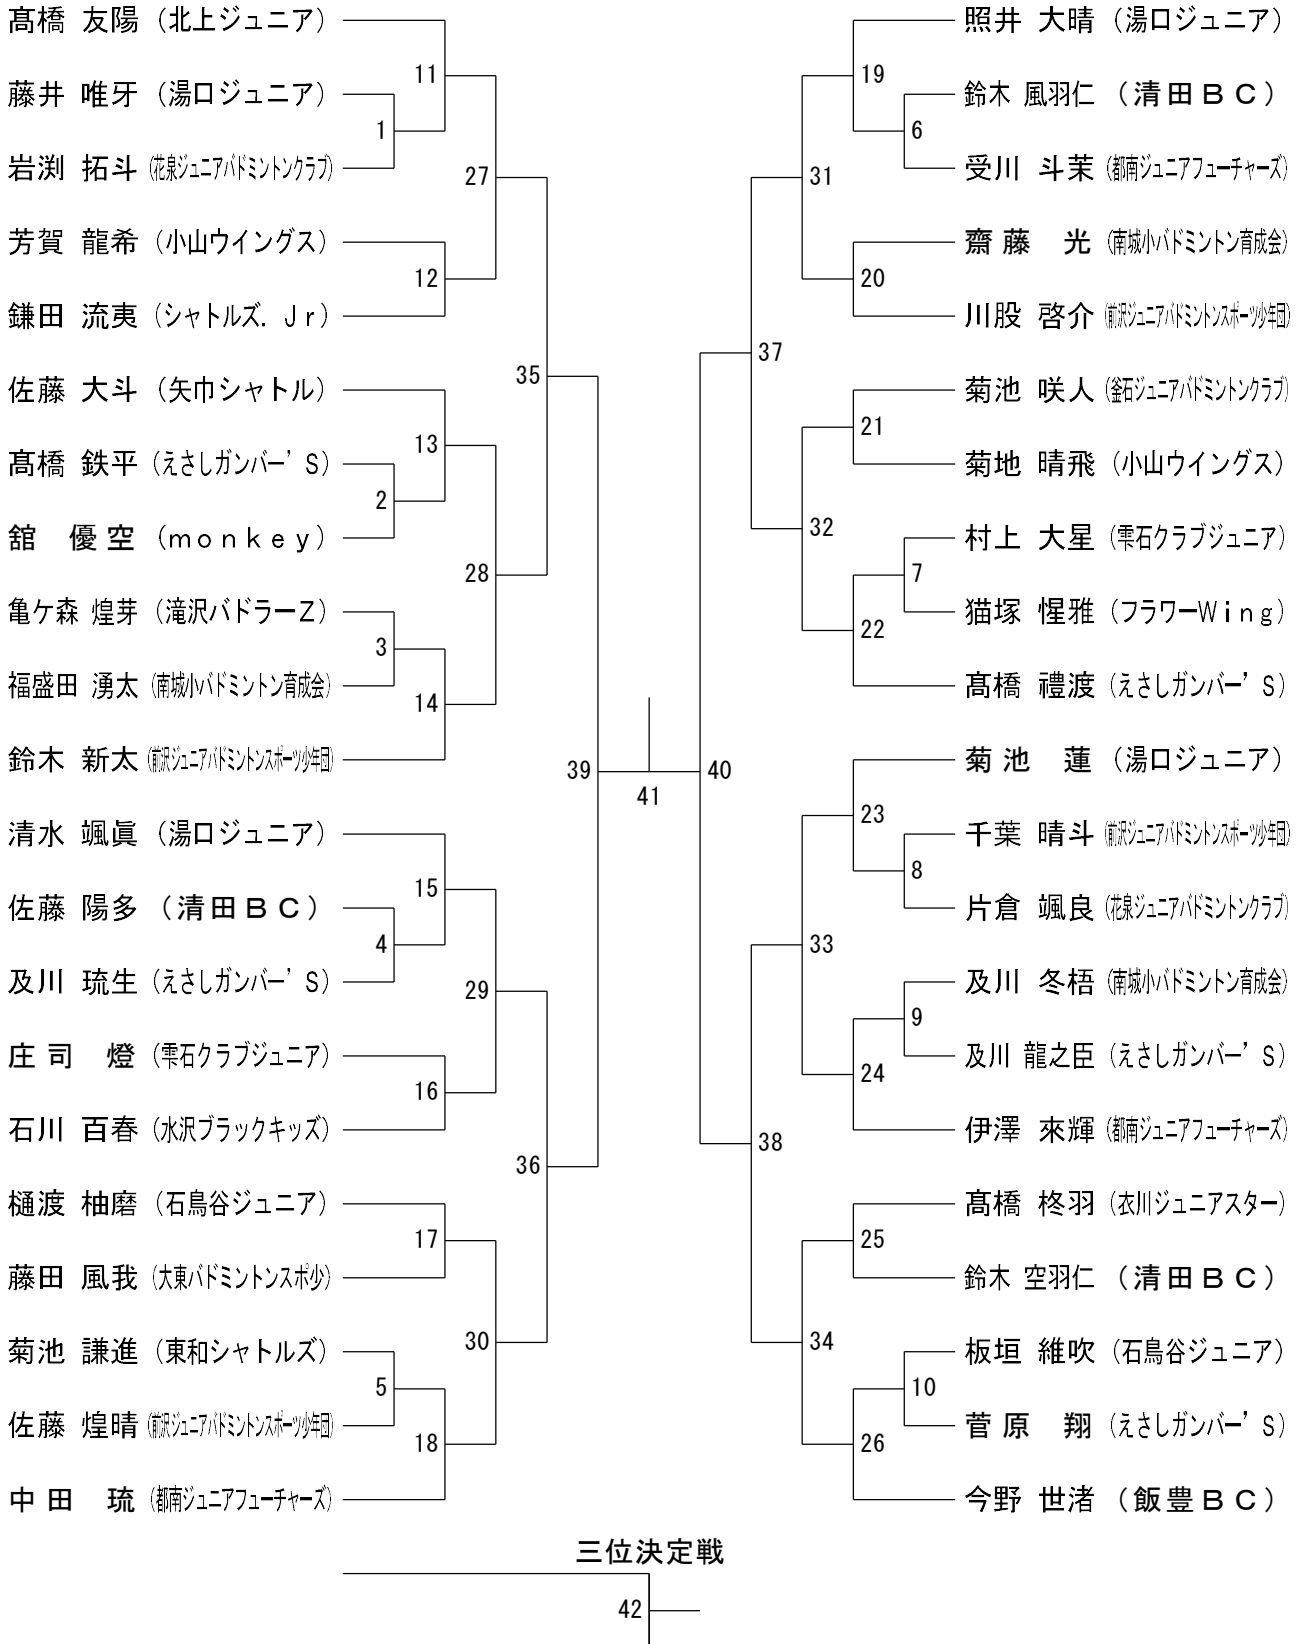 髙橋 友陽 (北上ジュニア)
藤井 唯牙 (湯口ジュニア)
岩渕 拓斗 (花泉ジュニアバドミントンクラブ)
芳賀 龍希 (小山ウイングス)
鎌田 流夷 (シャトルズ．Ｊｒ)
佐藤 大斗 (矢巾シャトル)
髙橋 鉄平 (えさしガンバー’Ｓ)
舘　優空 (ｍｏｎｋｅｙ)
亀ケ森 煌芽 (滝沢バドラーＺ)
福盛田 湧太 (南城小バドミントン育成会)
鈴木 新太 (前沢ジュニアバドミントンスポーツ少年団)
清水 颯眞 (湯口ジュニア)
佐藤 陽多 (清田ＢＣ)
及川 琉生 (えさしガンバー’Ｓ)
庄司　燈 (雫石クラブジュニア)
石川 百春 (水沢ブラックキッズ)
樋渡 柚磨 (石鳥谷ジュニア)
藤田 風我 (大東バドミントンスポ少)
菊池 謙進 (東和シャトルズ)
佐藤 煌晴 (前沢ジュニアバドミントンスポーツ少年団)
中田　琉 (都南ジュニアフューチャーズ)
1
2
3
4
5
11
12
13
14
15
16
17
18
27
28
29
30
35
36
39
41
40
37
38
31
32
33
34
19
20
21
22
23
24
25
26
6
7
8
9
10
照井 大晴 (湯口ジュニア)
鈴木 風羽仁 (清田ＢＣ)
受川 斗茉 (都南ジュニアフューチャーズ)
齋藤　光 (南城小バドミントン育成会)
川股 啓介 (前沢ジュニアバドミントンスポーツ少年団)
菊池 咲人 (釜石ジュニアバドミントンクラブ)
菊地 晴飛 (小山ウイングス)
村上 大星 (雫石クラブジュニア)
猫塚 惺雅 (フラワーＷｉｎｇ)
髙橋 禮渡 (えさしガンバー’Ｓ)
菊池　蓮 (湯口ジュニア)
千葉 晴斗 (前沢ジュニアバドミントンスポーツ少年団)
片倉 颯良 (花泉ジュニアバドミントンクラブ)
及川 冬梧 (南城小バドミントン育成会)
及川 龍之臣 (えさしガンバー’Ｓ)
伊澤 來輝 (都南ジュニアフューチャーズ)
髙橋 柊羽 (衣川ジュニアスター)
鈴木 空羽仁 (清田ＢＣ)
板垣 維吹 (石鳥谷ジュニア)
菅原　翔 (えさしガンバー’Ｓ)
今野 世渚 (飯豊ＢＣ)
三位決定戦
42